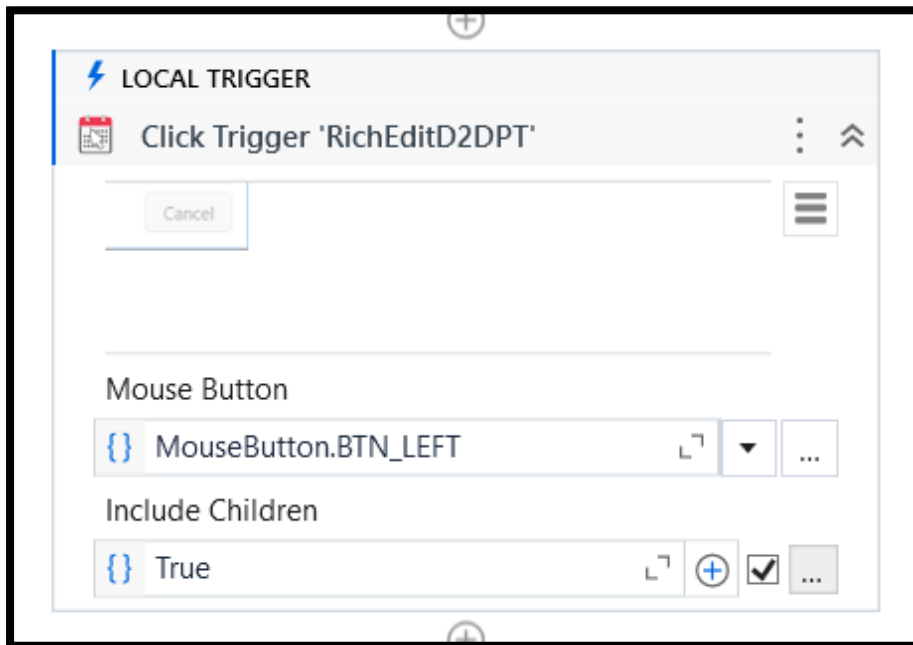 LOCAL TRIGGER
Click Trigger 'RichEditD2DPT'
Cancel
Mouse Button
{} MouseButton.BTN_LEFT ...
Include Children
{} True ...